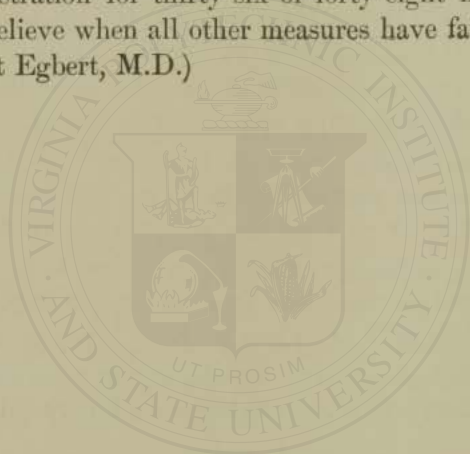 stration for thirty-six or forty-eight h
elieve when all other measures have fa
t Egbert, M.D.)
VIRGINIA POLYTECHNIC INSTITUTE
AND STATE UNIVERSITY
UT PROSIM